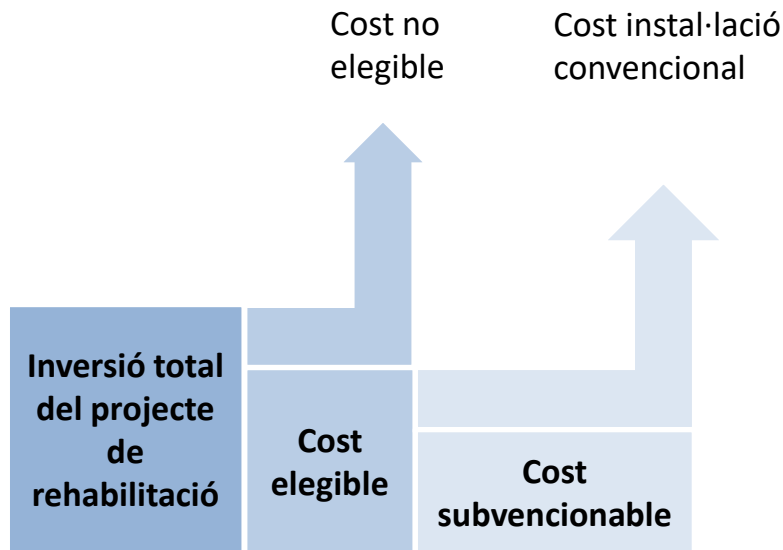 Cost no
elegible
Cost instal·lació
convencional
Inversió total
del projecte
de
rehabilitació
Cost
elegible
Cost
subvencionable